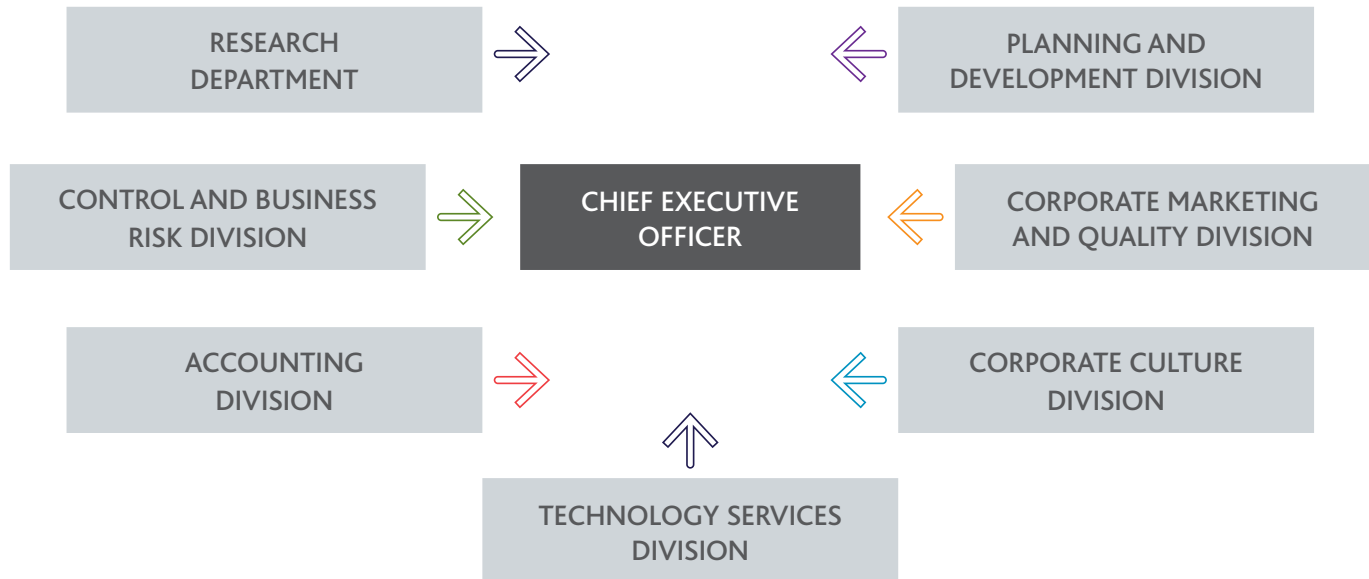 RESEARCH
DEPARTMENT
PLANNING AND
DEVELOPMENT DIVISION
CONTROL AND BUSINESS
RISK DIVISION
CHIEF EXECUTIVE
OFFICER
CORPORATE MARKETING
AND QUALITY DIVISION
ACCOUNTING
DIVISION
CORPORATE CULTURE
DIVISION
TECHNOLOGY SERVICES
DIVISION